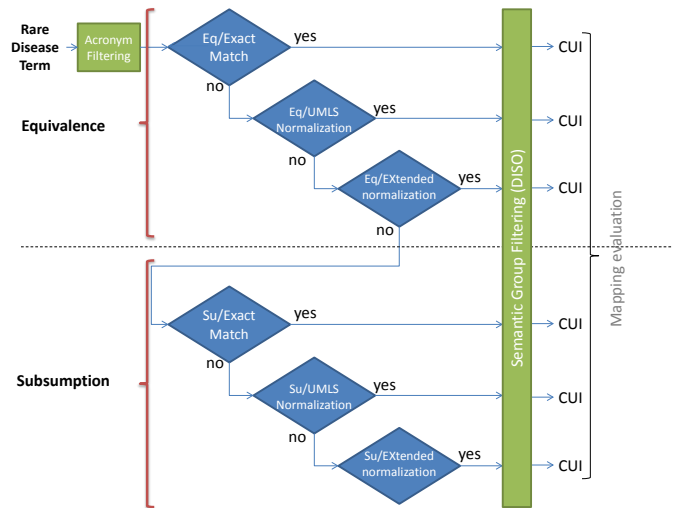 Rare
Disease
Term
Acronym
Filtering
Eq/Exact
Match
yes
CUI
no
Equivalence
Eq/UMLS
Normalization
yes
CUI
no
Eq/EXtended
normalization
yes
CUI
no
Semantic Group Filtering (DISO)
Mapping evaluation
Su/Exact
Match
yes
CUI
no
Subsumption
Su/UMLS
Normalization
yes
CUI
no
Su/EXtended
normalization
yes
CUI